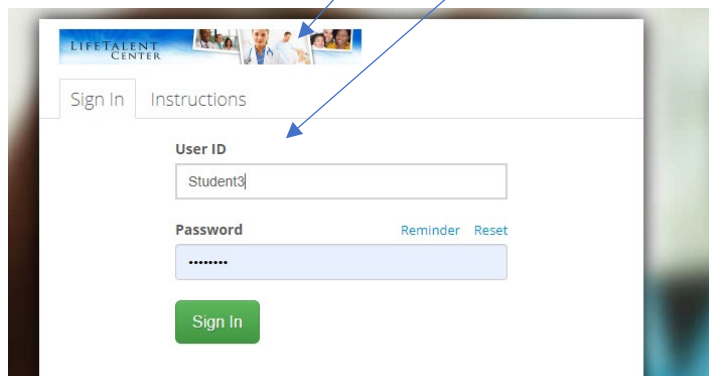 LIFETALENT
CENTER
Sign In Instructions
User ID
Student3
Password Reminder Reset
••••••••
Sign In